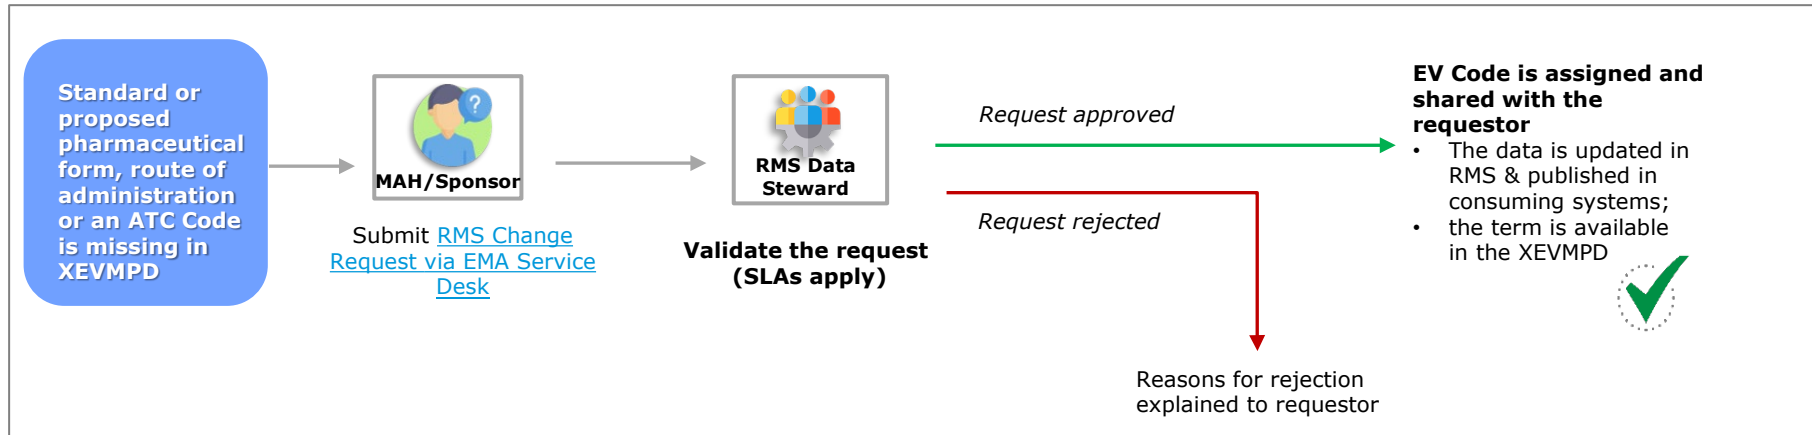 Standard or
proposed
pharmaceutical
form, route of
administration
or an ATC Code
is missing in
XEVMPD
?
MAH/Sponsor
Submit RMS Change
Request via EMA Service
Desk
RMS Data
Steward
Validate the request
(SLAs apply)
Request approved
Request rejected
EV Code is assigned and
shared with the
requestor
• The data is updated in
RMS & published in
consuming systems;
• the term is available
in the XEVMPD
Reasons for rejection
explained to requestor